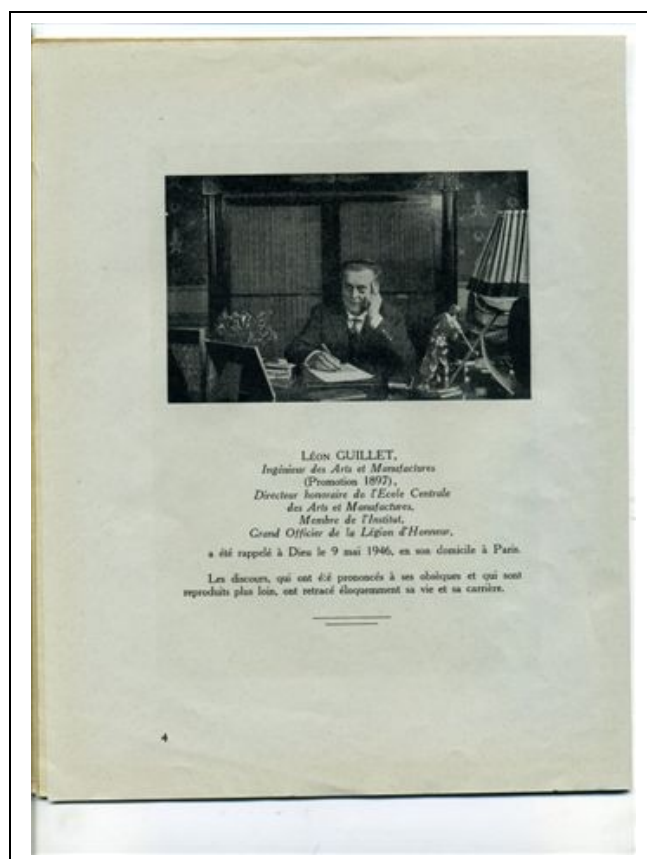 LÉON GUILLET,
Ingénieur des Arts et Manufactures
(Promotion 1897),
Directeur honoraire de l'Ecole Centrale
des Arts et Manufactures,
Membre de l'Institut,
Grand Officier de la Légion d'Honneur,
a été rappelé à Dieu le 9 mai 1946, en son domicile à Paris.
Les discours, qui ont été prononcés à ses obsèques et qui sont
reproduits plus loin, ont retracé éloquemment sa vie et sa carrière.
4